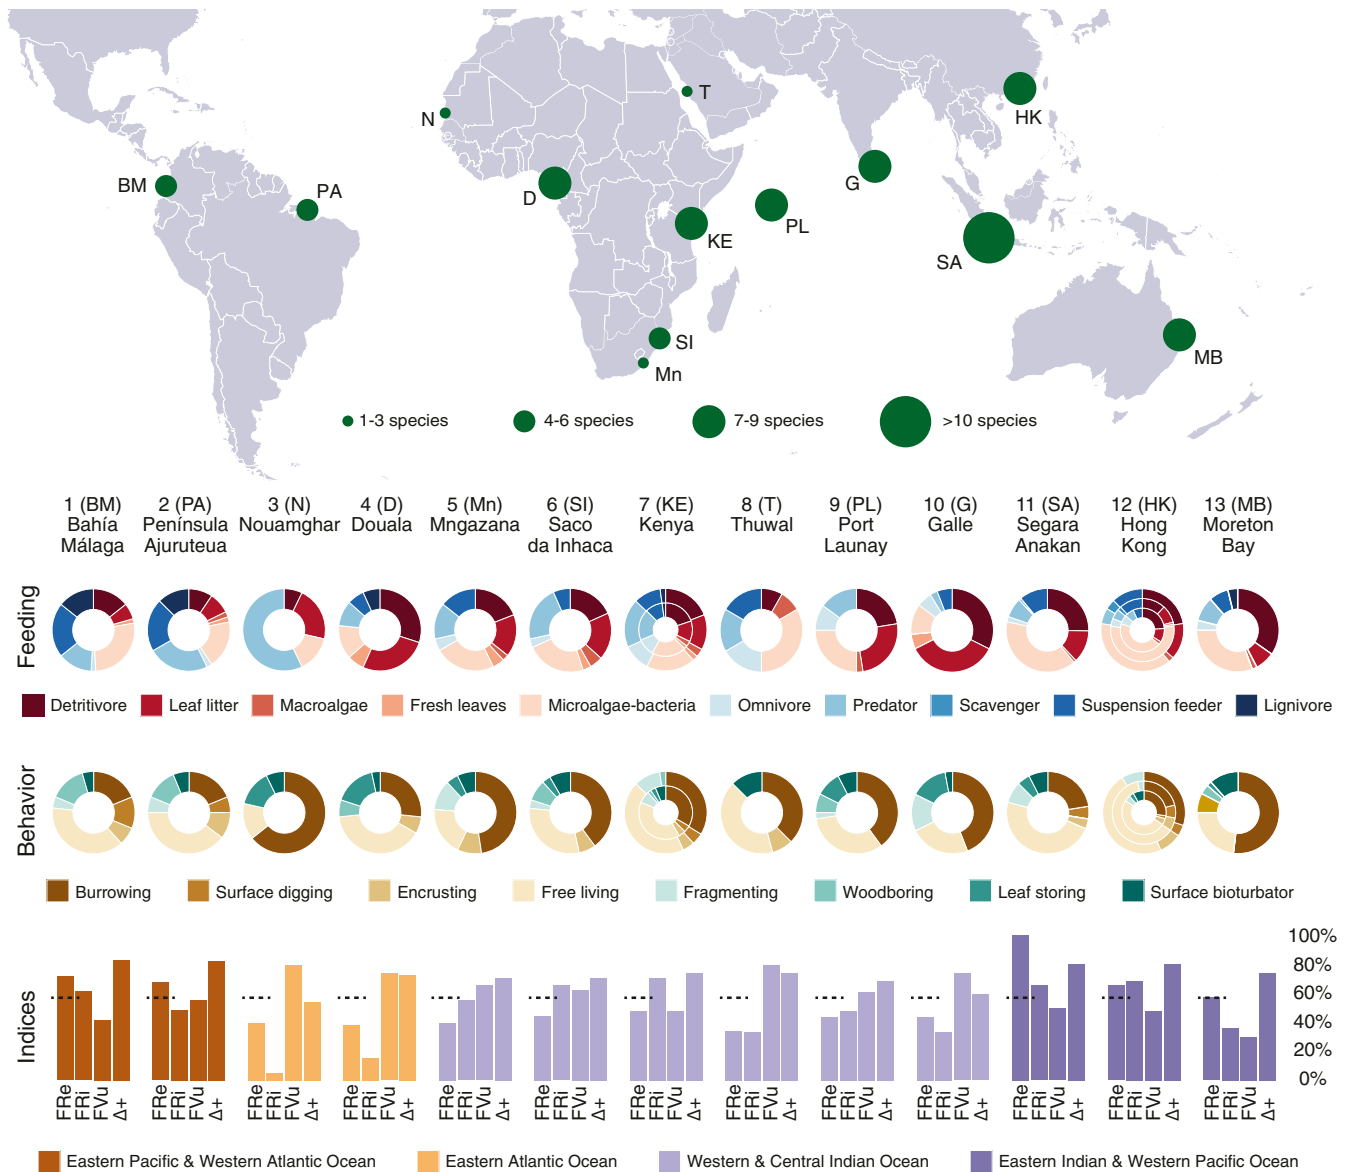 T
HK
N
BM
PA
D
G
PL
KE
SA
SI
Mn
MB
1-3 species
4-6 species
7-9 species
>10 species
1 (BM)
Bahía
Málaga
2 (PA)
Península
Ajuruteua
3 (N)
Nouamghar
4 (D)
Douala
5 (Mn)
Mngazana
6 (SI)
Saco
da Inhaca
7 (KE)
Kenya
8 (T)
Thuwal
9 (PL)
Port
Launay
10 (G)
Galle
11 (SA)
Segara
Anakan
12 (HK)
Hong
Kong
13 (MB)
Moreton
Bay
Feeding
Detritivore
Leaf litter
Macroalgae
Fresh leaves
Microalgae-bacteria
Omnivore
Predator
Scavenger
Suspension feeder
Lignivore
Behavior
Burrowing
Surface digging
Encrusting
Free living
Fragmenting
Woodboring
Leaf storing
Surface bioturbator
Indices
100%
80%
60%
40%
20%
0%
FRe FRi FVu Δ+
FRe FRi FVu Δ+
FRe FRi FVu Δ+
FRe FRi FVu Δ+
FRe FRi FVu Δ+
FRe FRi FVu Δ+
FRe FRi FVu Δ+
FRe FRi FVu Δ+
FRe FRi FVu Δ+
FRe FRi FVu Δ+
FRe FRi FVu Δ+
FRe FRi FVu Δ+
FRe FRi FVu Δ+
Eastern Pacific & Western Atlantic Ocean
Eastern Atlantic Ocean
Western & Central Indian Ocean
Eastern Indian & Western Pacific Ocean